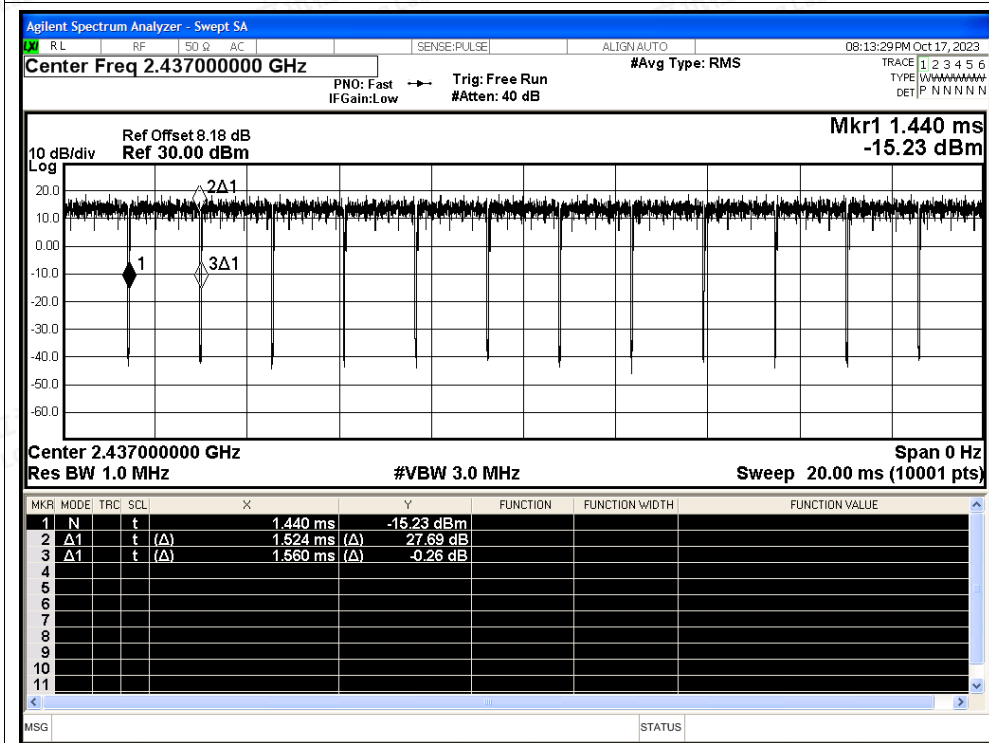 Agilent Spectrum Analyzer - Swept SA
LXI RL RF 50 Ω AC SENSE:PULSE ALIGN AUTO 08:13:29 PM Oct 17, 2023
Center Freq 2.437000000 GHz #Avg Type: RMS TRACE 1 2 3 4 5 6
PNO: Fast Trig: Free Run TYPE WWWWWW
IFGain:Low #Atten: 40 dB DET P N N N N N
Mkr1 1.440 ms
Ref Offset 8.18 dB
10 dB/div Ref 30.00 dBm -15.23 dBm
Log
20.0
10.0
0.00
-10.0
-20.0
-30.0
-40.0
-50.0
-60.0
2Δ1
1
3Δ1
Center 2.437000000 GHz Span 0 Hz
Res BW 1.0 MHz #VBW 3.0 MHz Sweep 20.00 ms (10001 pts)
MKR MODE TRC SCL X Y FUNCTION FUNCTION WIDTH FUNCTION VALUE
1 N t 1.440 ms -15.23 dBm
2 Δ1 t (Δ) 1.524 ms (Δ) 27.69 dB
3 Δ1 t (Δ) 1.560 ms (Δ) -0.26 dB
4
5
6
7
8
9
10
11
MSG STATUS